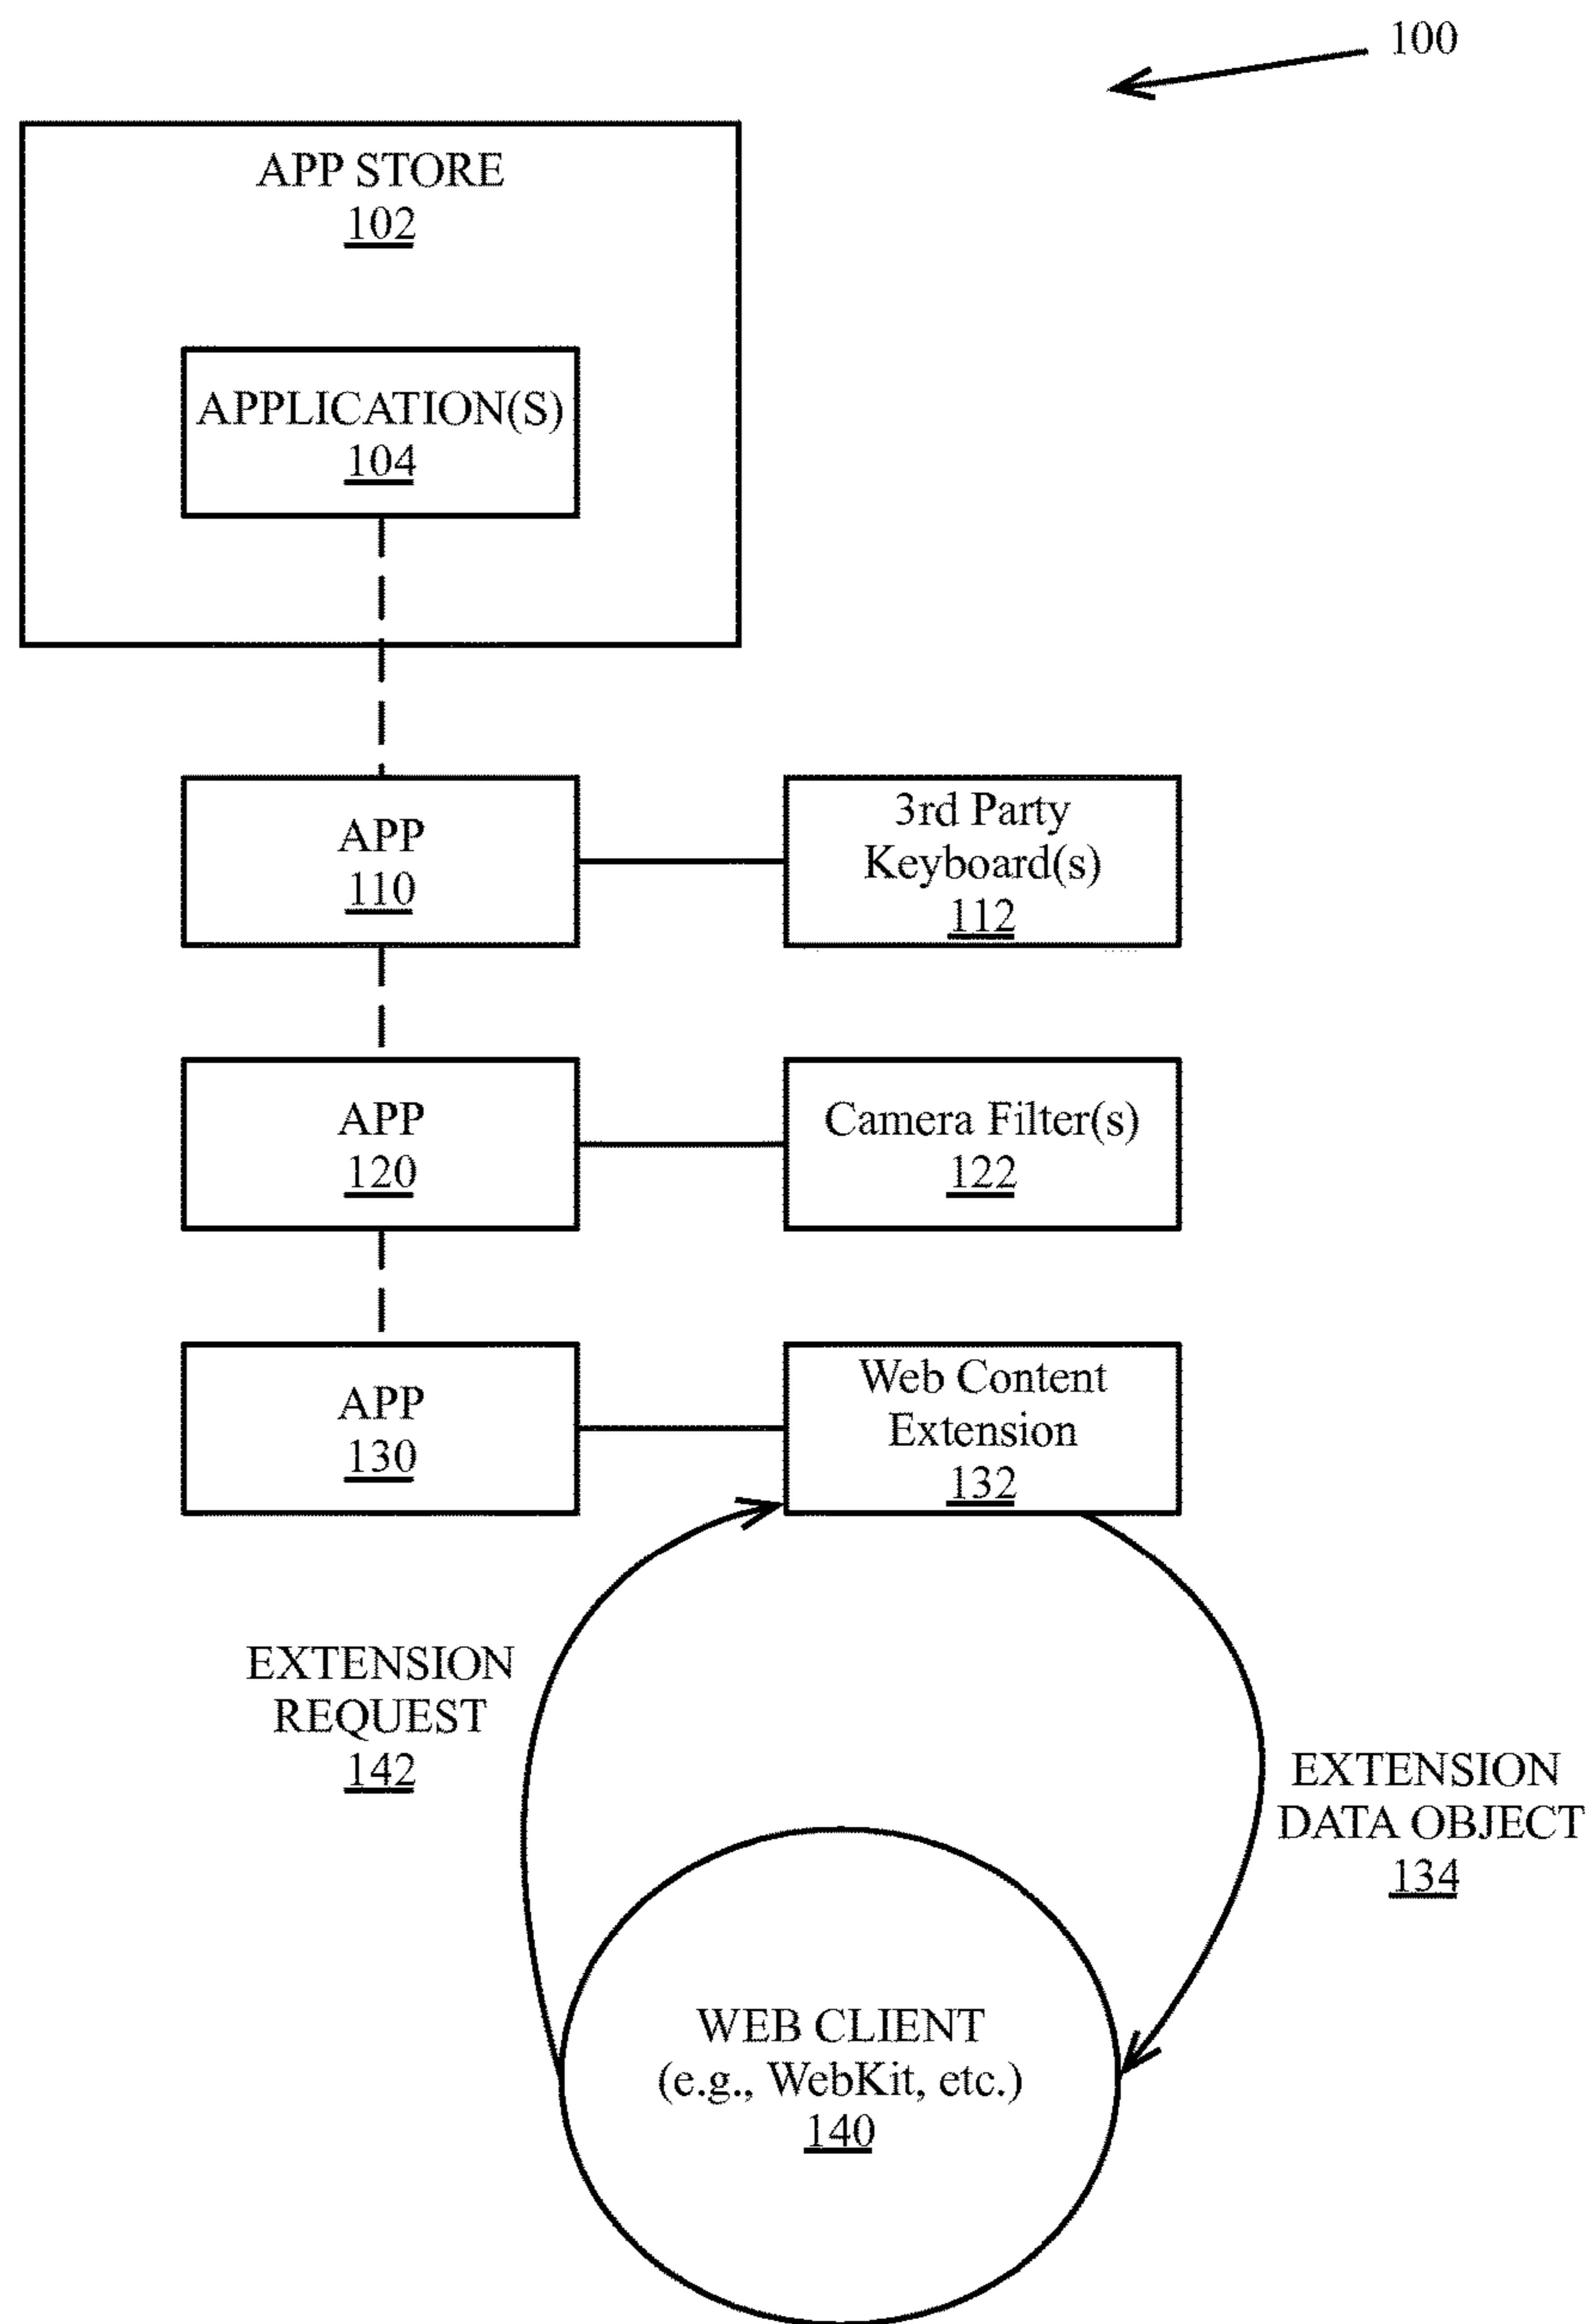 100
APP STORE
102
APPLICATION(S)
104
APP
110
3rd Party
Keyboard(s)
112
APP
120
Camera Filter(s)
122
APP
130
Web Content
Extension
132
EXTENSION
REQUEST
142
EXTENSION
DATA OBJECT
134
WEB CLIENT
(e.g., WebKit, etc.)
140